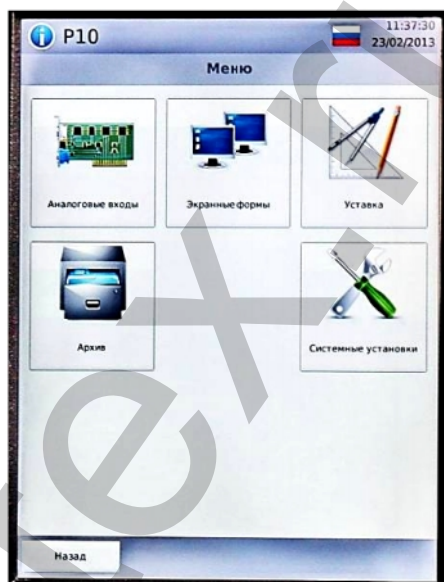 P10
11:37:30
23/02/2013
Меню
Аналоговые входы
Экранные формы
Уставка
Архив
Системные установки
Назад